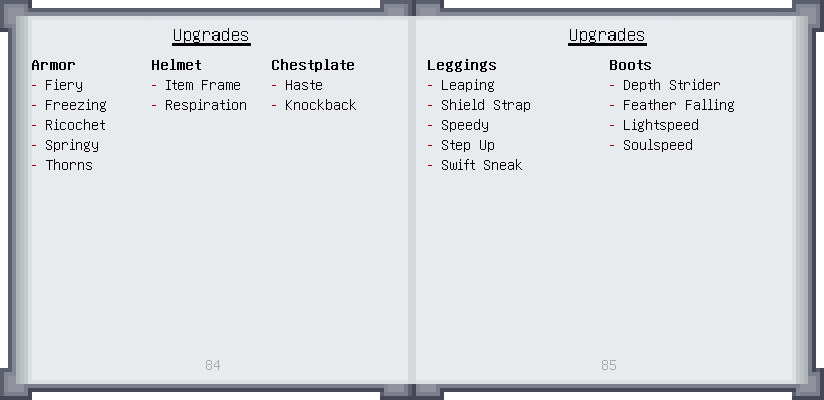 Upgrades
Armor
- Fiery
- Freezing
- Ricochet
- Springy
- Thorns
Helmet
- Item Frame
- Respiration
Chestplate
- Haste
- Knockback
84
Upgrades
Leggings
- Leaping
- Shield Strap
- Speedy
- Step Up
- Swift Sneak
Boots
- Depth Strider
- Feather Falling
- Lightspeed
- Soulspeed
85